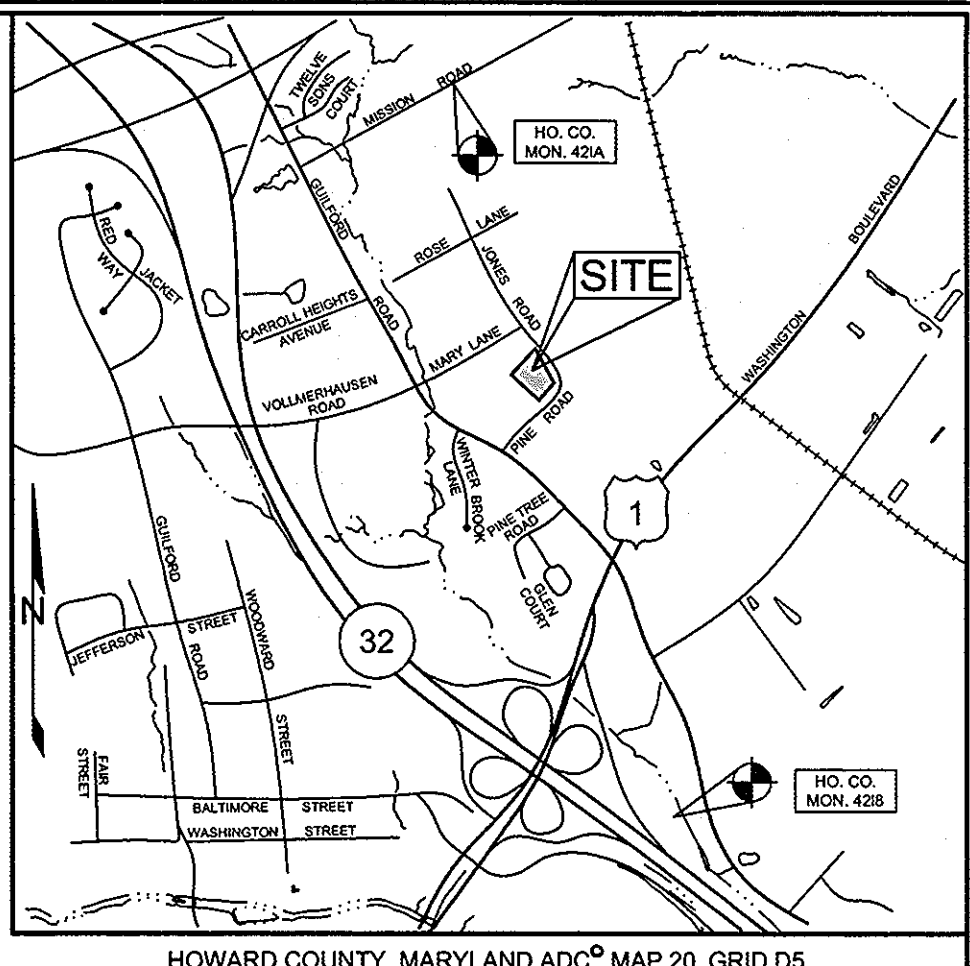 TWELVE
SONS
COURT
MISSION ROAD
HO. CO.
MON. 421A
GUILFORD ROAD
RED JACKET
WAY
ROSE LANE
JONES ROAD
SITE
BOULEVARD
WASHINGTON
CARROLL HEIGHTS
AVENUE
MARY LANE
VOLLMERHAUSEN
ROAD
PINE ROAD
WINTER BROOK
LANE
PINE TREE
ROAD
GLEN
COURT
1
N
GUILFORD ROAD
WOODWARD STREET
JEFFERSON STREET
32
FAIR
STREET
BALTIMORE STREET
WASHINGTON STREET
HO. CO.
MON. 4218
HOWARD COUNTY, MARYLAND ADC® MAP 20, GRID D5